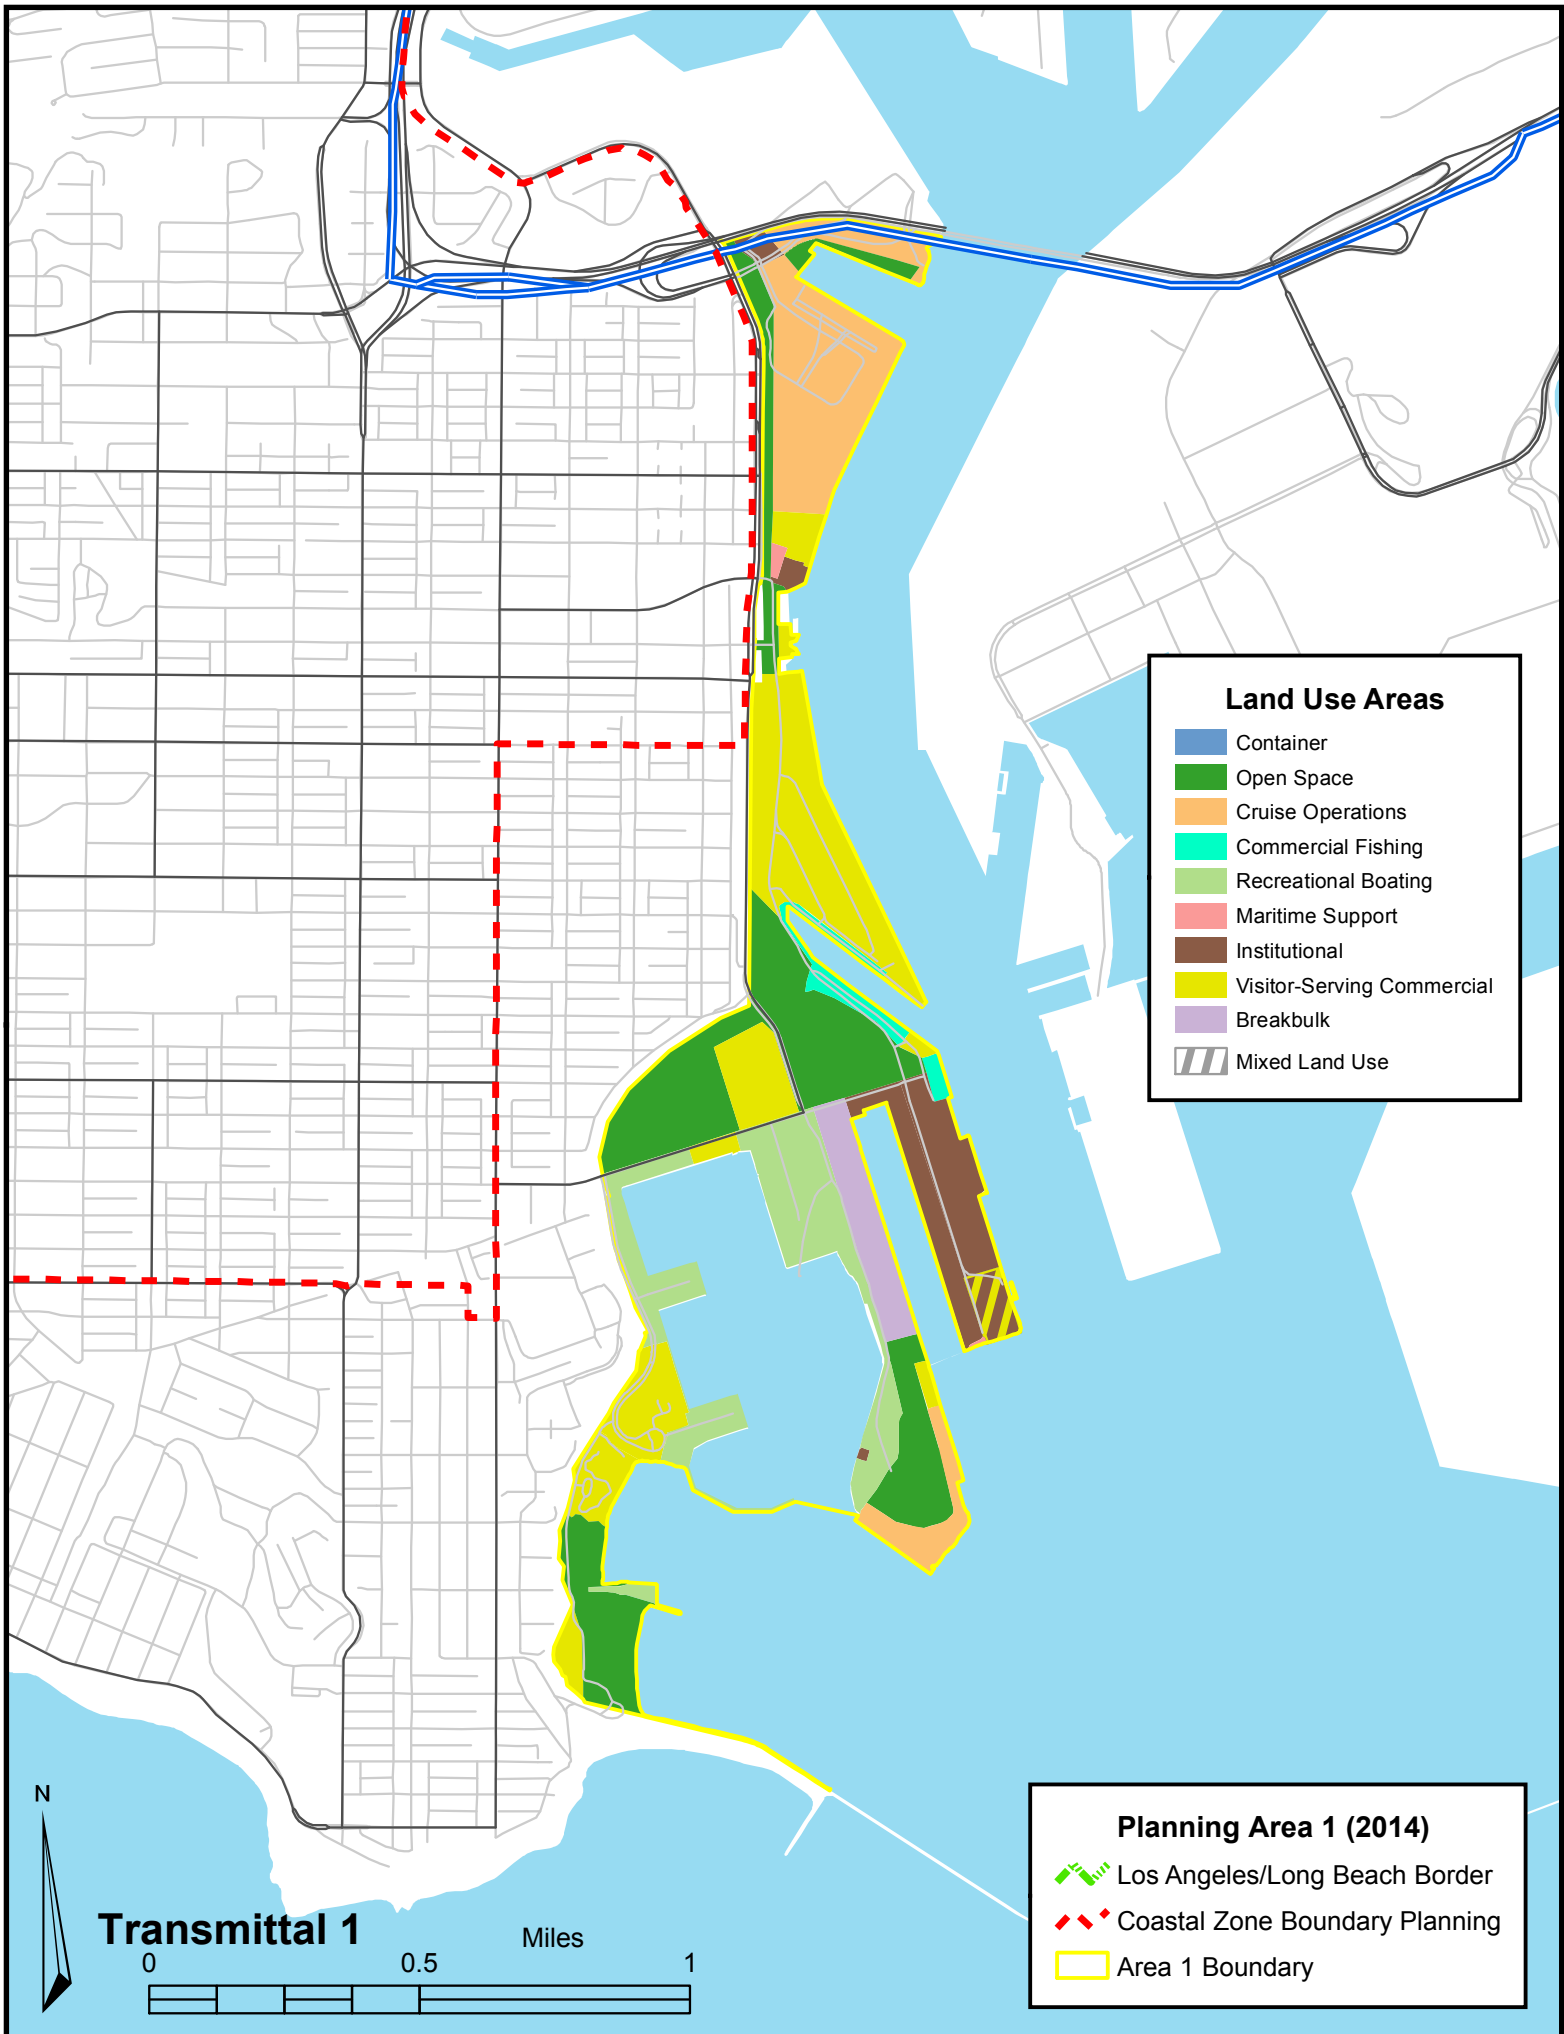 Land Use Areas
Container
Open Space
Cruise Operations
Commercial Fishing
Recreational Boating
Maritime Support
Institutional
Visitor-Serving Commercial
Breakbulk
Mixed Land Use
N
Transmittal 1
Miles
0 0.5 1
Planning Area 1 (2014)
Los Angeles/Long Beach Border
Coastal Zone Boundary Planning
Area 1 Boundary